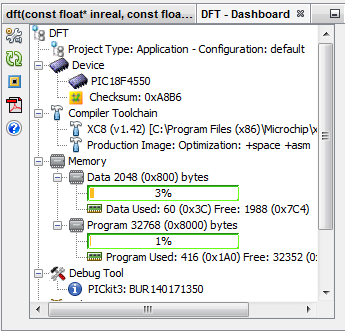 dft(const float* inreal, const floa...
DFT - Dashboard
DFT
Project Type: Application - Configuration: default
Device
PIC18F4550
Checksum: 0xA8B6
Compiler Toolchain
XC8 (v1.42) [C:\Program Files (x86)\Microchip\x
Production Image: Optimization: +space +asm
Memory
Data 2048 (0x800) bytes
3%
Data Used: 60 (0x3C) Free: 1988 (0x7C4)
Program 32768 (0x8000) bytes
1%
Program Used: 416 (0x1A0) Free: 32352 (0
Debug Tool
PICkit3: BUR140171350